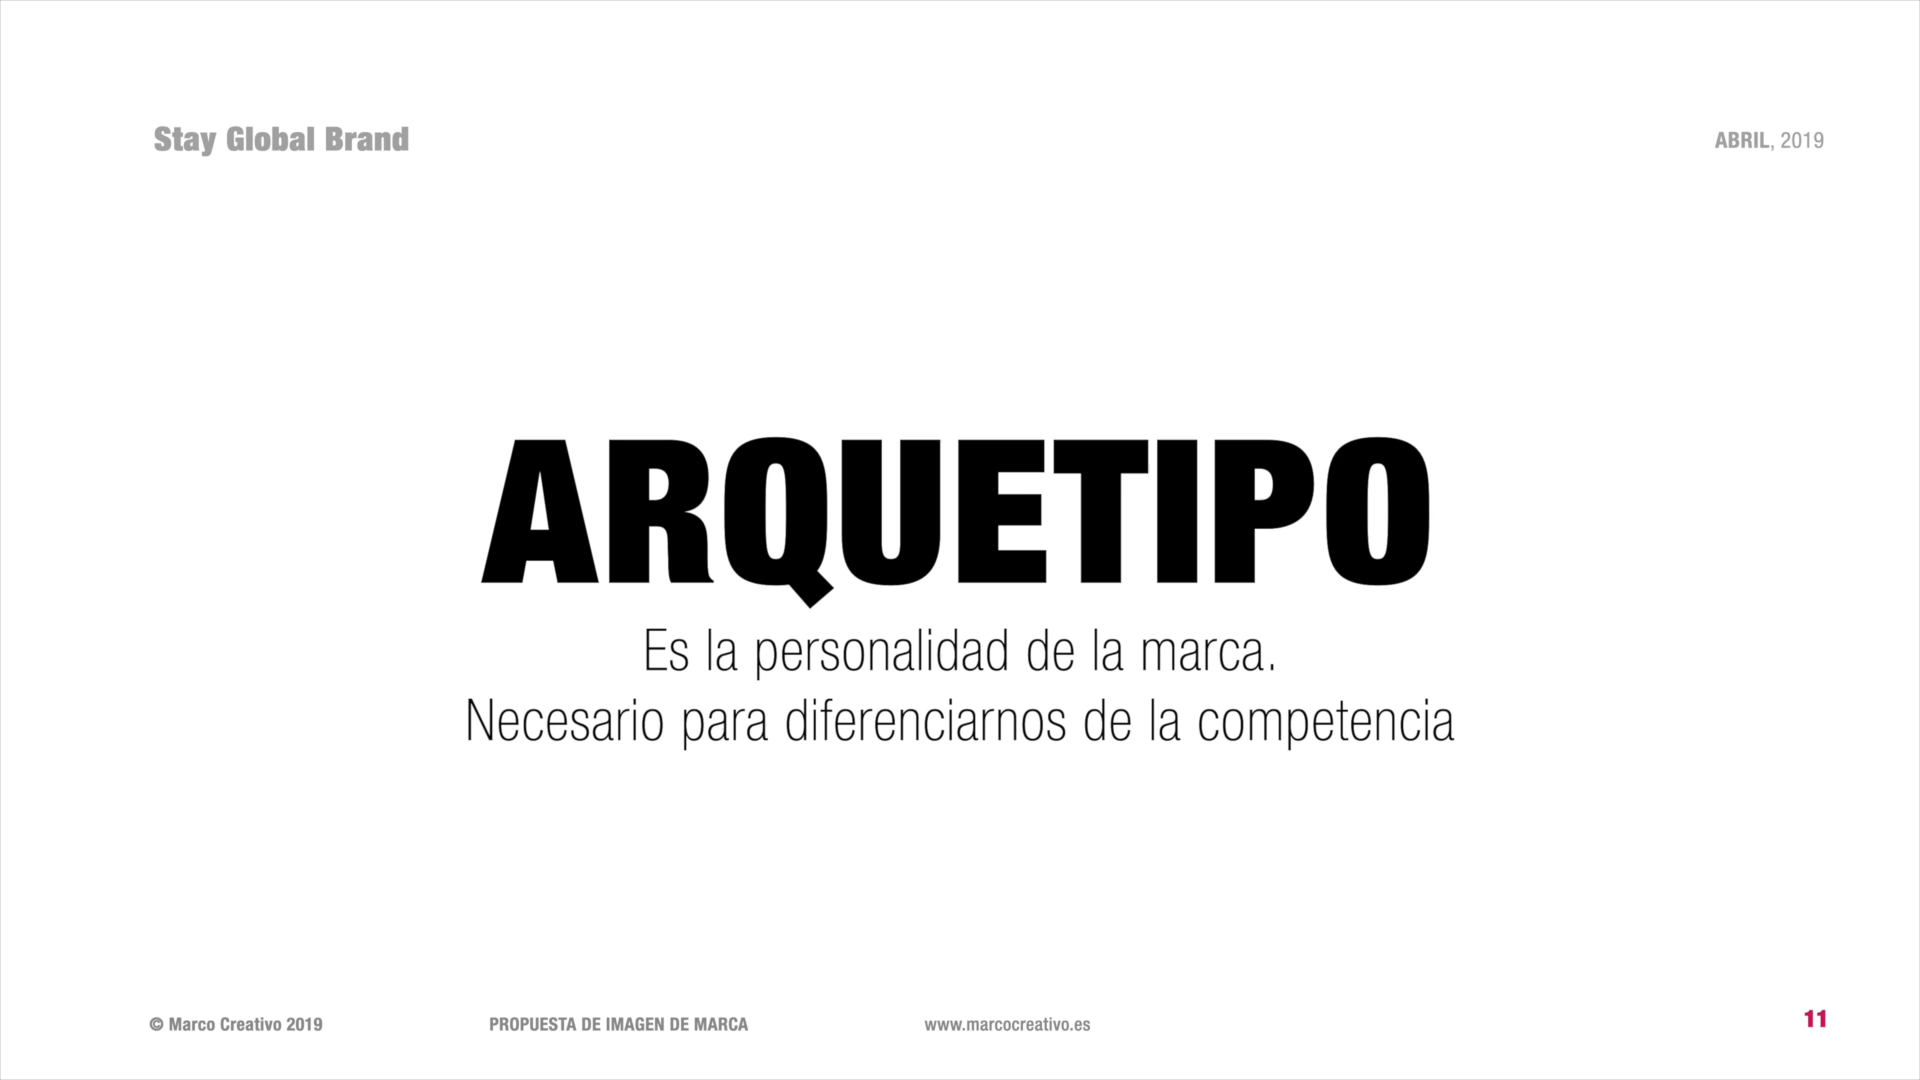 Stay Global Brand
ABRIL, 2019
ARQUETIPO
Es la personalidad de la marca.
Necesario para diferenciarnos de la competencia
© Marco Creativo 2019
PROPUESTA DE IMAGEN DE MARCA
www.marcocreativo.es
11